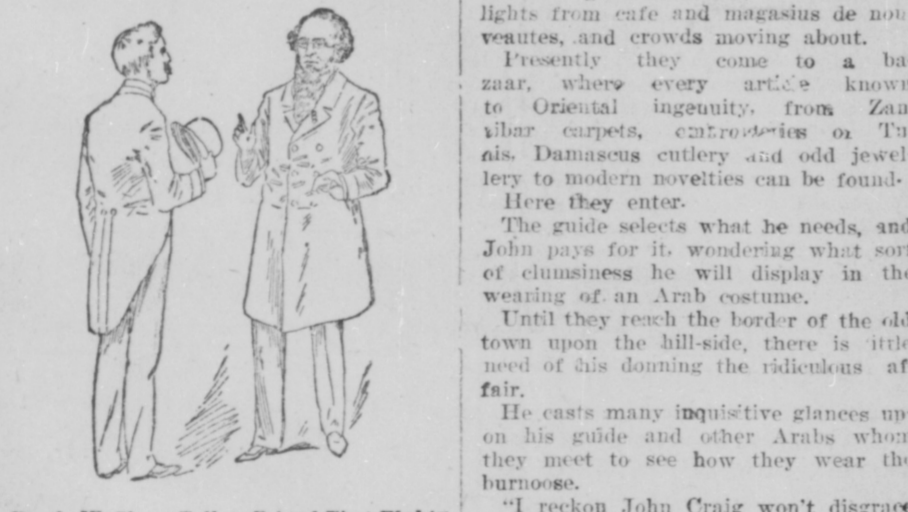 lights from cafe and magasius de nou
veautes, and crowds moving about.
Presently they come to a ba
zaar, where every article known
to Oriental ingenuity, from Zan
zibar carpets, embroideries of Tu
nis, Damascus cutlery and odd jewel
lery to modern novelties can be found.
Here they enter.
The guide selects what he needs, and
John pays for it, wondering what sort
of clumsiness he will display in the
wearing of an Arab costume.
Until they reach the border of the old
town upon the hill-side, there is little
need of his donning the ridiculous af
fair.
He casts many inquisitive glances up
on his guide and other Arabs whom
they meet to see how they wear the
burnoose.
"I reckon John Craig won't disgrace